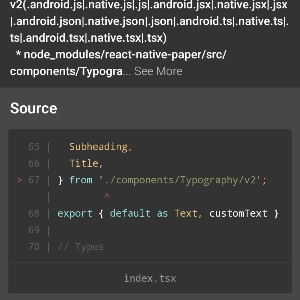 v2(.android.js|.native.js|.js|.android.jsx|.native.jsx|.jsx
|.android.json|.native.json|.json|.android.ts|.native.ts|.
ts|.android.tsx|.native.tsx|.tsx)
* node_modules/react-native-paper/src/
components/Typogra... See More
Source
65 | Subheading,
66 | Title,
> 67 | } from './components/Typography/v2';
| ^
68 | export { default as Text, customText }
69 |
70 | // Types
index.tsx